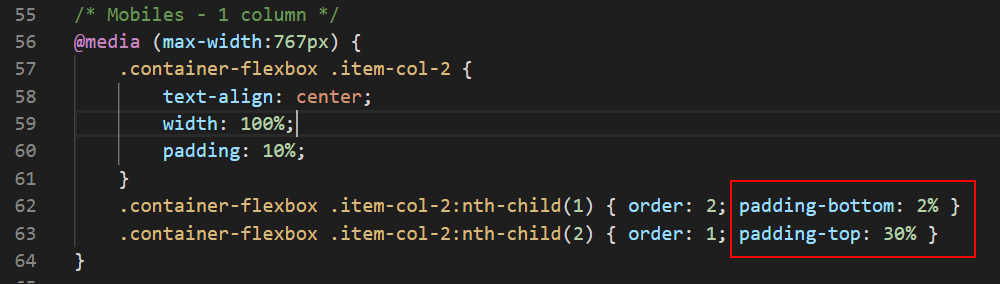 55 /* Mobiles - 1 column */
56 @media (max-width:767px) {
57 .container-flexbox .item-col-2 {
58 text-align: center;
59 width: 100%;
60 padding: 10%;
61 }
62 .container-flexbox .item-col-2:nth-child(1) { order: 2; padding-bottom: 2% }
63 .container-flexbox .item-col-2:nth-child(2) { order: 1; padding-top: 30% }
64 }